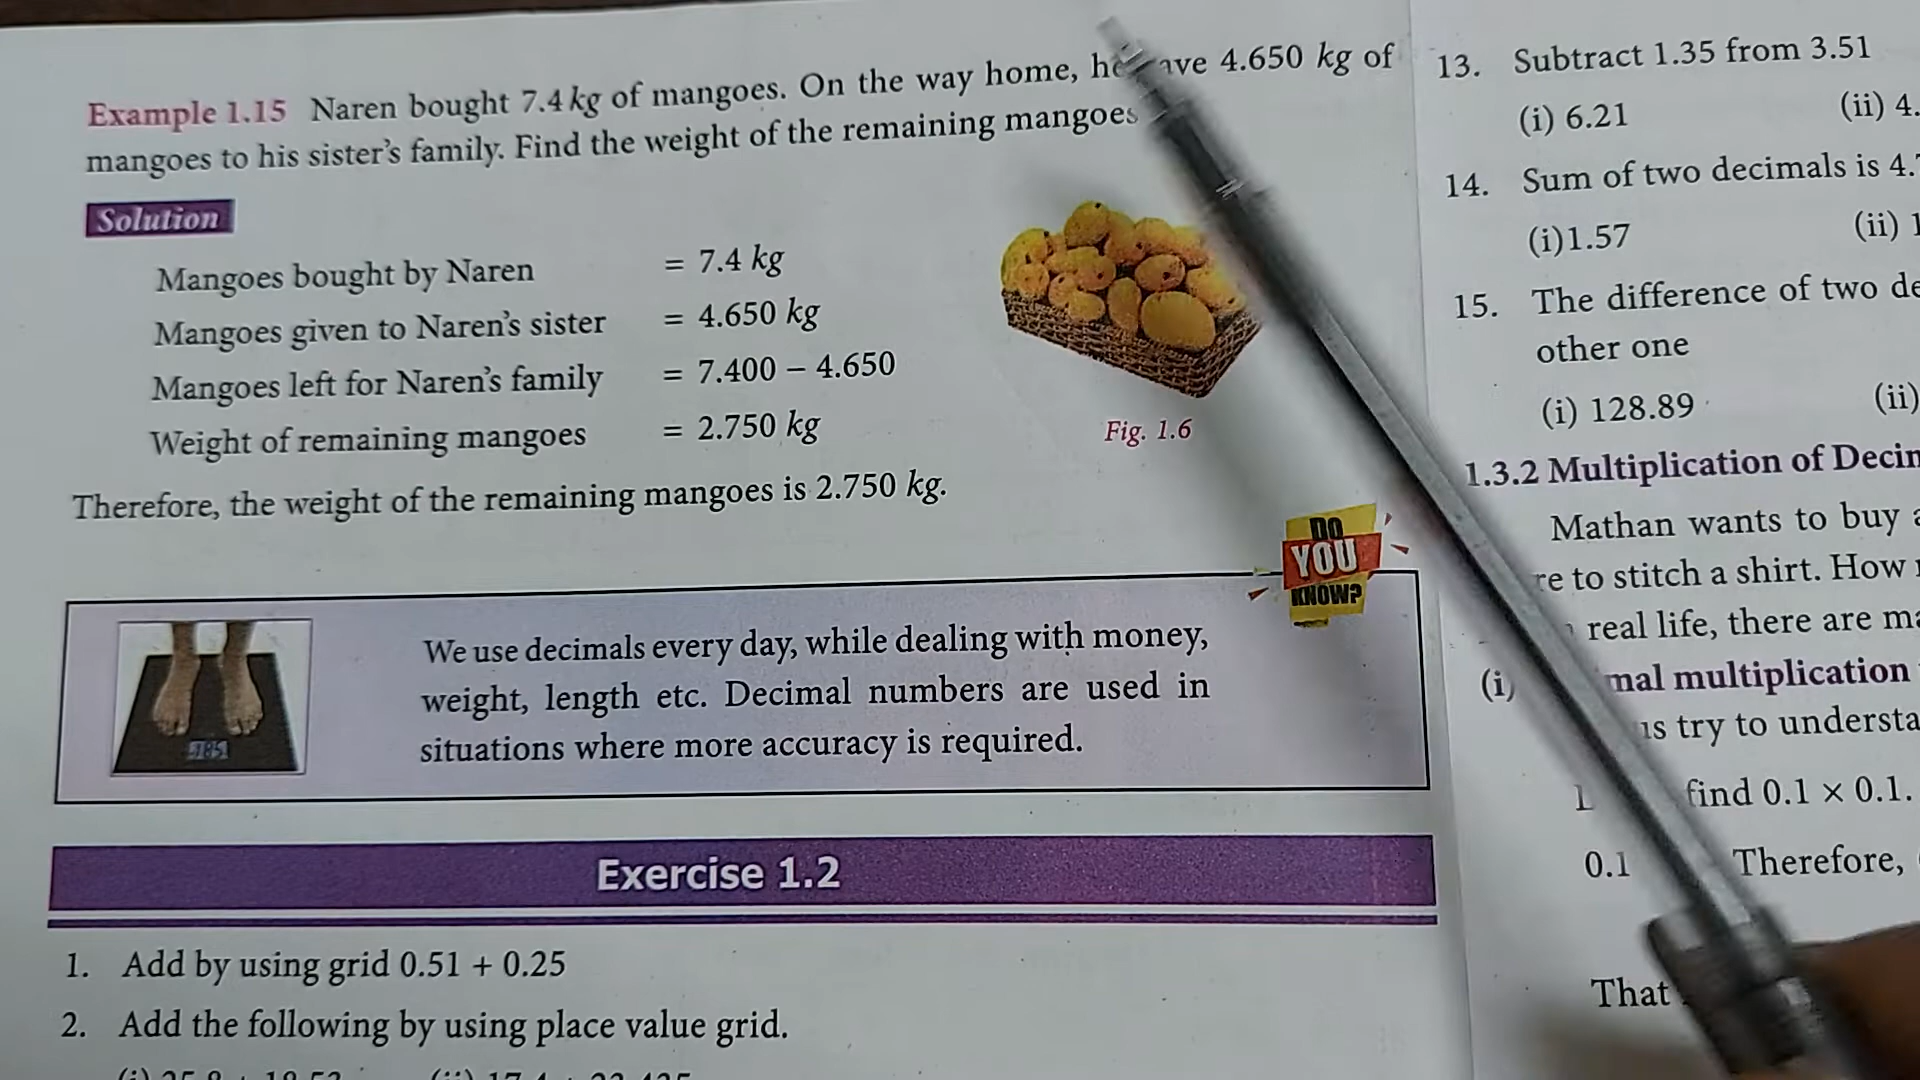 Example 1.15 Naren bought 7.4 kg of mangoes. On the way home, 4.650 kg of
mangoes to his sister's family. Find the weight of the remaining mangoes
Solution
Mangoes bought by Naren = 7.4 kg
Mangoes given to Naren's sister = 4.650 kg
Mangoes left for Naren's family = 7.400 – 4.650
Weight of remaining mangoes = 2.750 kg
Fig. 1.6
Therefore, the weight of the remaining mangoes is 2.750 kg.
DO
YOU
KNOW?
We use decimals every day, while dealing with money,
weight, length etc. Decimal numbers are used in
situations where more accuracy is required.
Exercise 1.2
1. Add by using grid 0.51 + 0.25
2. Add the following by using place value grid.
13. Subtract 1.35 from 3.51
(i) 6.21 (ii) 4.
14. Sum of two decimals is 4.
(i)1.57 (ii)
15. The difference of two
other one
(i) 128.89 (ii)
1.3.2 Multiplication of
Mathan wants to buy
to stitch a shirt. How
real life, there are
(i) multiplication
try to
find 0.1 × 0.1.
0.1 Therefore,
That